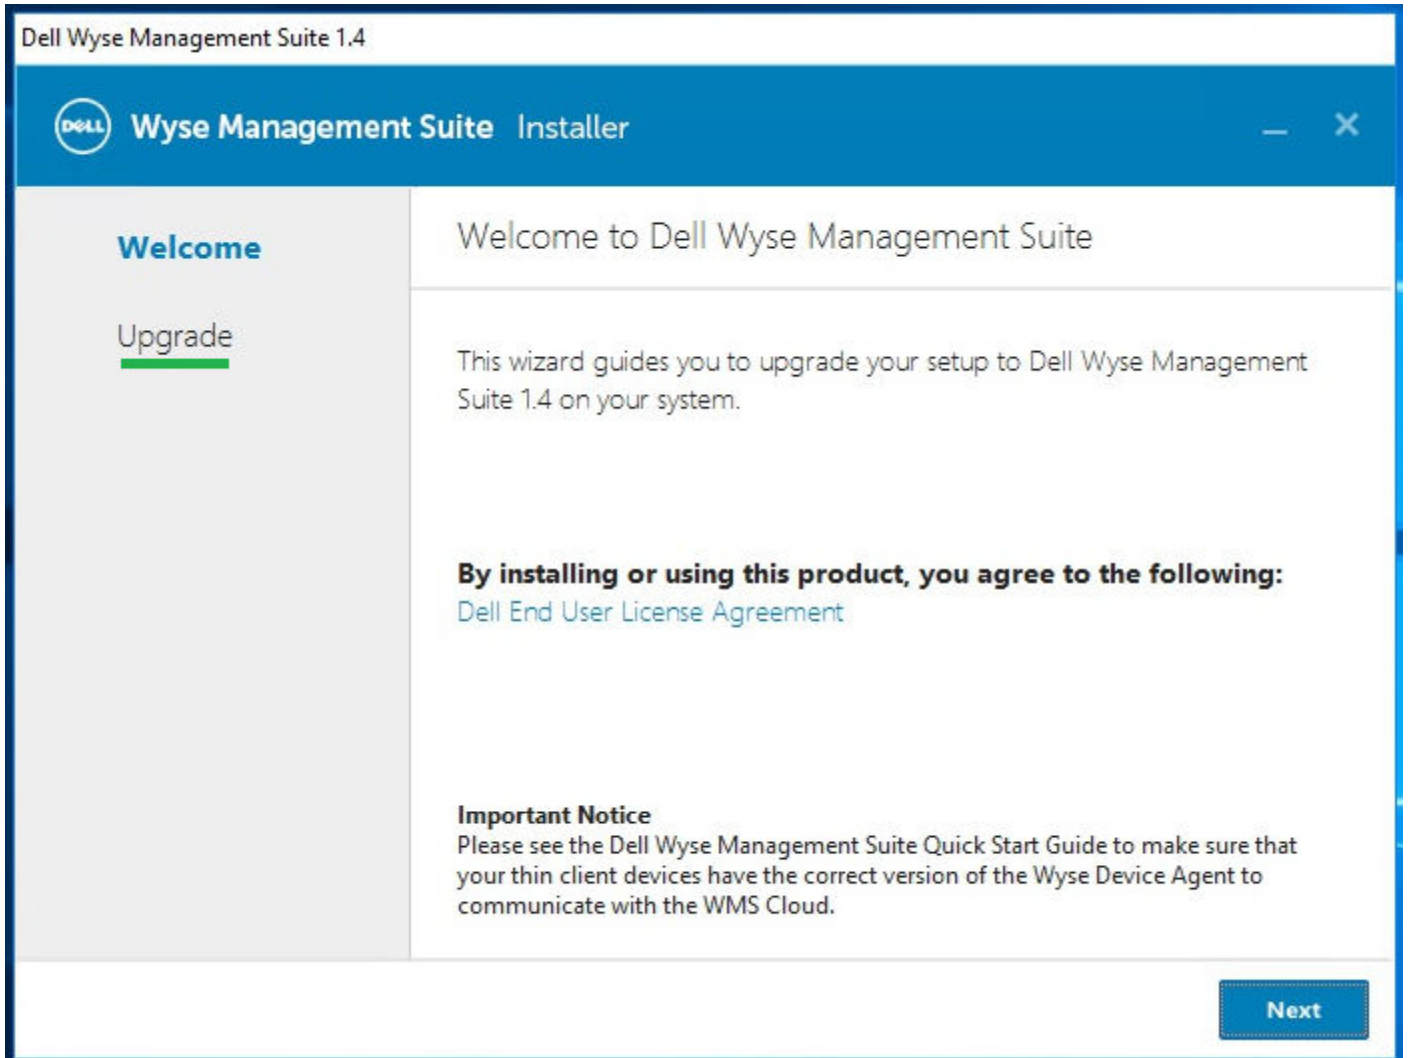 Dell Wyse Management Suite 1.4
DELL Wyse Management Suite Installer
Welcome
Upgrade
Welcome to Dell Wyse Management Suite
This wizard guides you to upgrade your setup to Dell Wyse Management
Suite 1.4 on your system.
By installing or using this product, you agree to the following:
Dell End User License Agreement
Important Notice
Please see the Dell Wyse Management Suite Quick Start Guide to make sure that
your thin client devices have the correct version of the Wyse Device Agent to
communicate with the WMS Cloud.
Next